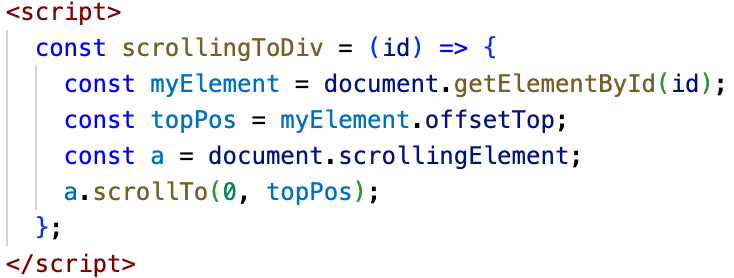 <script>
const scrollingToDiv = (id) => {
const myElement = document.getElementById(id);
const topPos = myElement.offsetTop;
const a = document.scrollingElement;
a.scrollTo(0, topPos);
};
</script>